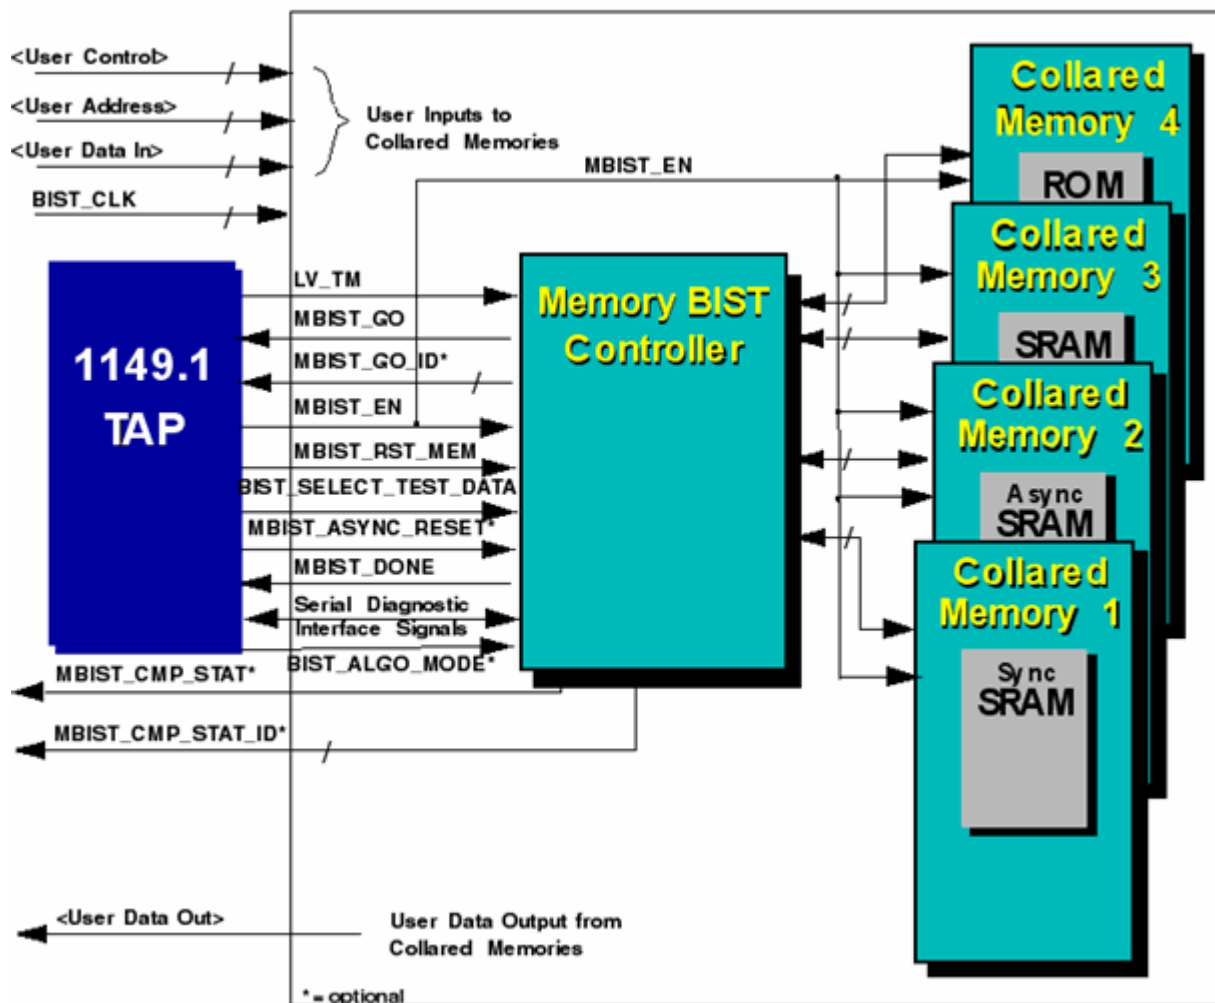 <User Control>
<User Address>
<User Data In>
BIST_CLK
User Inputs to
Collared Memories
MBIST_EN
Collared
Memory 4
ROM
Collared
Memory 3
SRAM
Collared
Memory 2
Async
SRAM
Collared
Memory 1
Sync
SRAM
1149.1
TAP
LV_TM
MBIST_GO
MBIST_GO_ID*
MBIST_EN
MBIST_RST_MEM
BIST_SELECT_TEST_DATA
MBIST_ASYNC_RESET*
MBIST_DONE
Serial Diagnostic
Interface Signals
BIST_ALGO_MODE*
Memory BIST
Controller
MBIST_CMP_STAT*
MBIST_CMP_STAT_ID*
<User Data Out>
User Data Output from
Collared Memories
* = optional